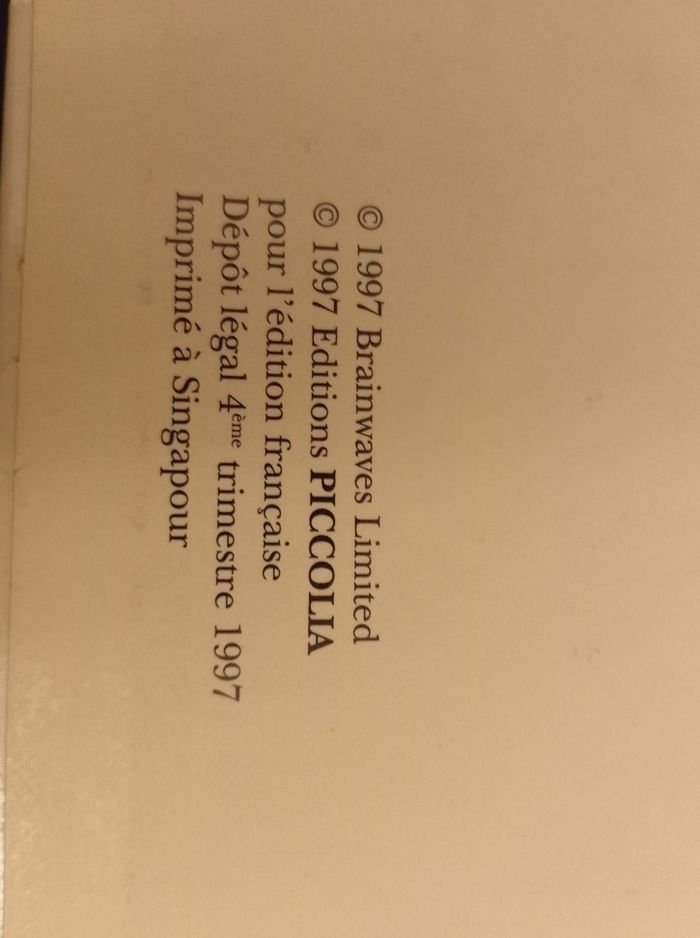 © 1997 Brainwaves Limited
© 1997 Editions PICCOLIA
pour l'édition française
Dépôt légal 4ème trimestre 1997
Imprimé à Singapour